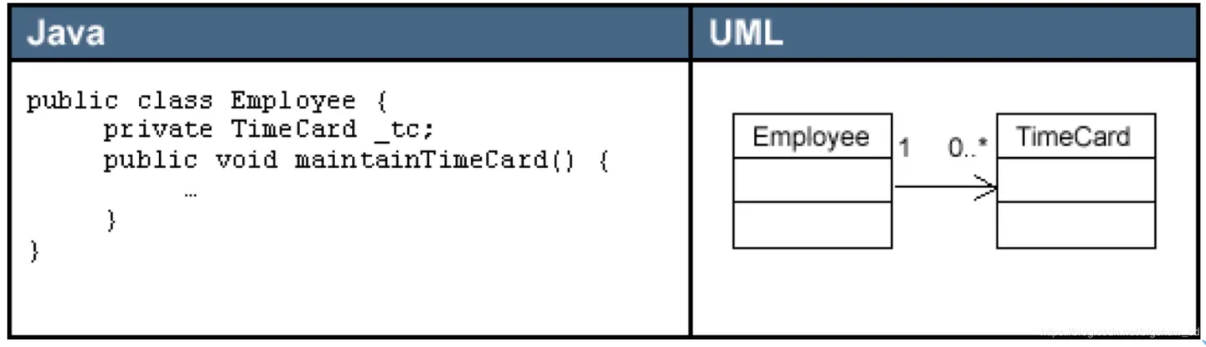 Java
UML
public class Employee {
private TimeCard _tc;
public void maintainTimeCard() {
…
}
}
Employee
1
0..*
TimeCard